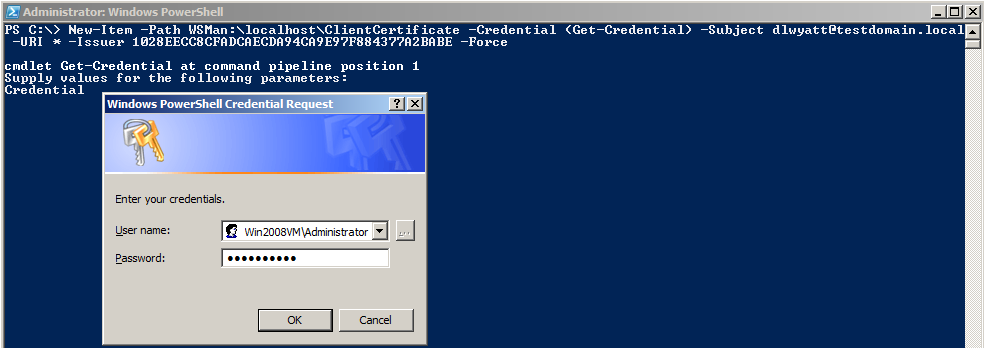 Administrator: Windows PowerShell
PS C:\> New-Item -Path WSMan:\localhost\ClientCertificate -Credential (Get-Credential) -Subject dlwyatt@testdomain.local
-URI * -Issuer 1028EECC8CFADCAECDA94CA9E97F884377A2BABE -Force
cmdlet Get-Credential at command pipeline position 1
Supply values for the following parameters:
Credential
Windows PowerShell Credential Request
Enter your credentials.
User name: Win2008VM\Administrator ...
Password: ••••••••••
OK Cancel